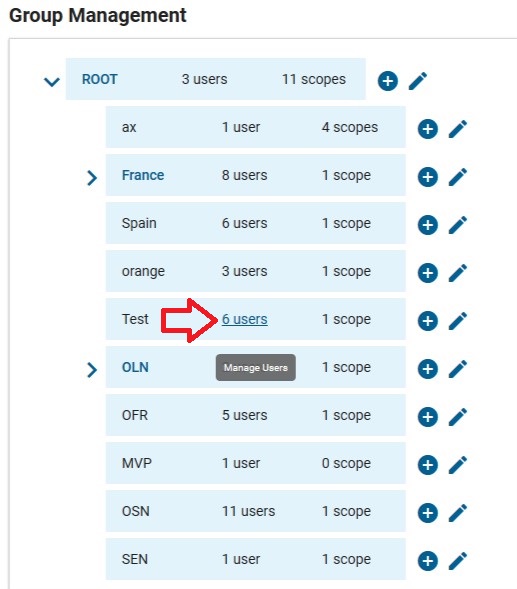 Group Management
ROOT 3 users 11 scopes
ax 1 user 4 scopes
France 8 users 1 scope
Spain 6 users 1 scope
orange 3 users 1 scope
Test 6 users 1 scope
OLN 1 scope
Manage Users
OFR 5 users 1 scope
MVP 1 user 0 scope
OSN 11 users 1 scope
SEN 1 user 1 scope